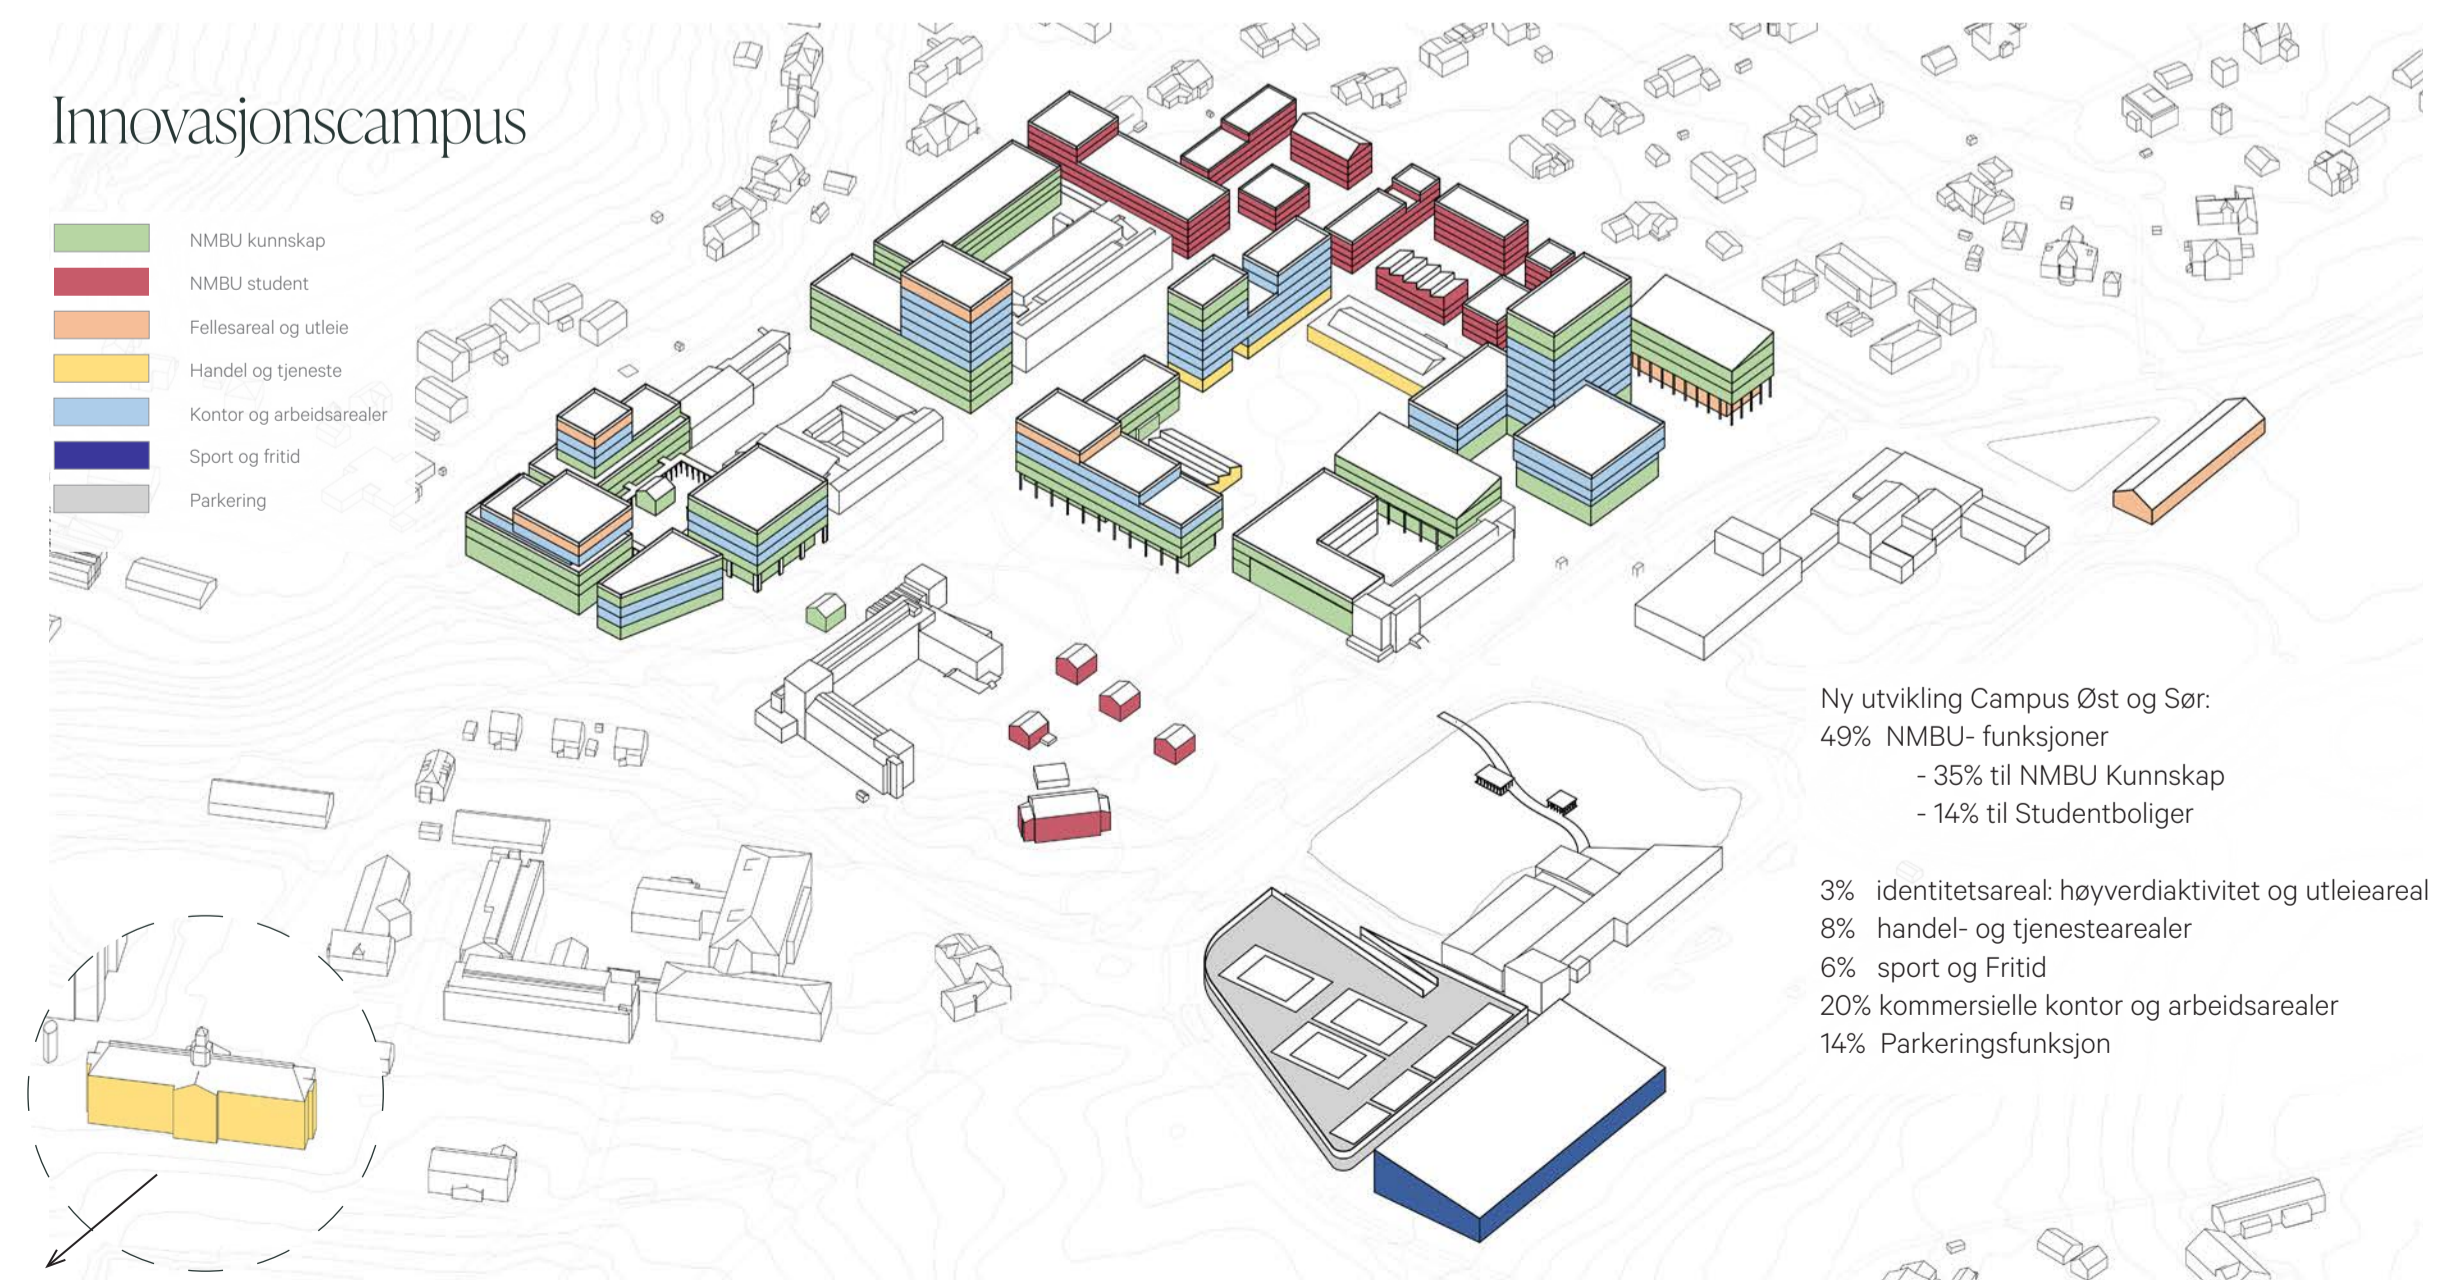 Innovasjonscampus
NMBU kunnskap
NMBU student
Fellesareal og utleie
Handel og tjeneste
Kontor og arbeidsarealer
Sport og fritid
Parkering
Ny utvikling Campus Øst og Sør:
49% NMBU- funksjoner
- 35% til NMBU Kunnskap
- 14% til Studentboliger
3% identitetsareal: høyverdiaktivitet og utleieareal
8% handel- og tjenestearealer
6% sport og Fritid
20% kommersielle kontor og arbeidsarealer
14% Parkeringsfunksjon